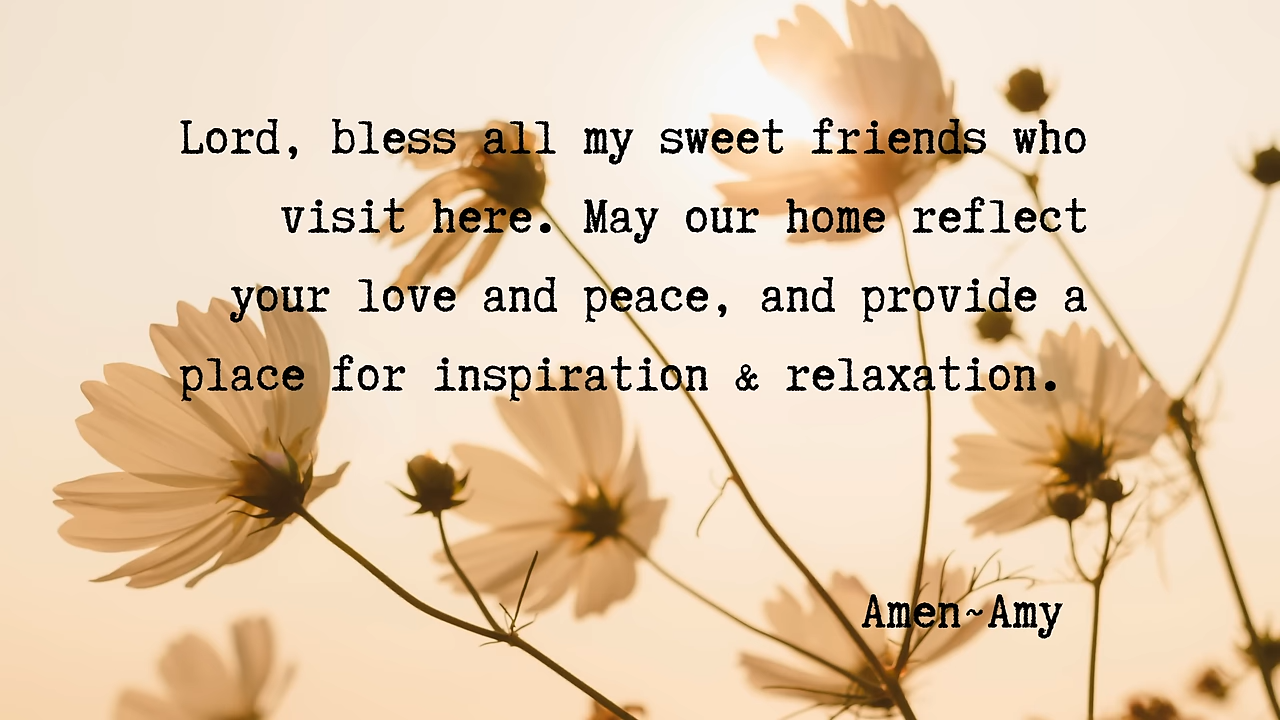 Lord, bless all my sweet friends who
visit here. May our home reflect
your love and peace, and provide a
place for inspiration & relaxation.
Amen~Amy